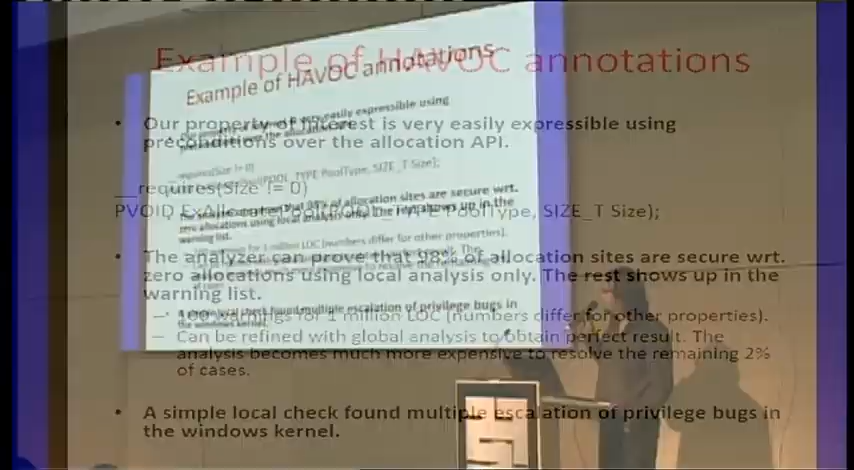 Example of HAVOC annotations
• Our property of interest is very easily expressible using
preconditions over the allocation API.
__requires(Size != 0)
PVOID ExAllocatePool(POOL_TYPE PoolType, SIZE_T Size);
• The analyzer can prove that 98% of allocation sites are secure wrt.
zero allocations using local analysis only. The rest shows up in the
warning list.
– 100 warnings for 1 million LOC (numbers differ for other properties).
– Can be refined with global analysis to obtain perfect result. The
analysis becomes much more expensive to resolve the remaining 2%
of cases.
• A simple local check found multiple escalation of privilege bugs in
the windows kernel.
Example of HAVOC annotations